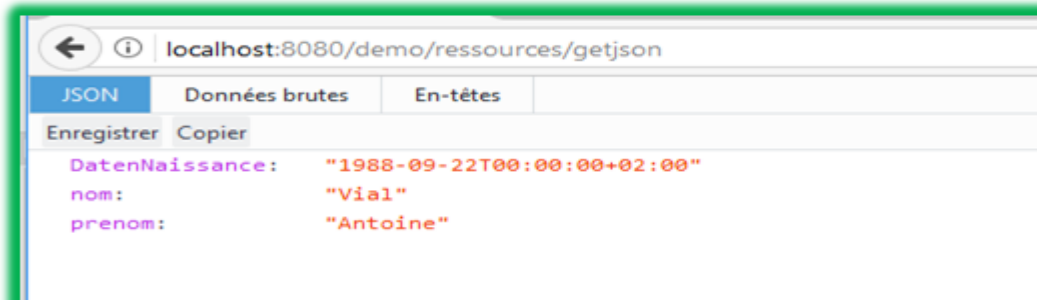 localhost:8080/demo/ressources/getjson
JSON Données brutes En-têtes
Enregistrer Copier
DatenNaissance: "1988-09-22T00:00:00+02:00"
nom: "Vial"
prenom: "Antoine"